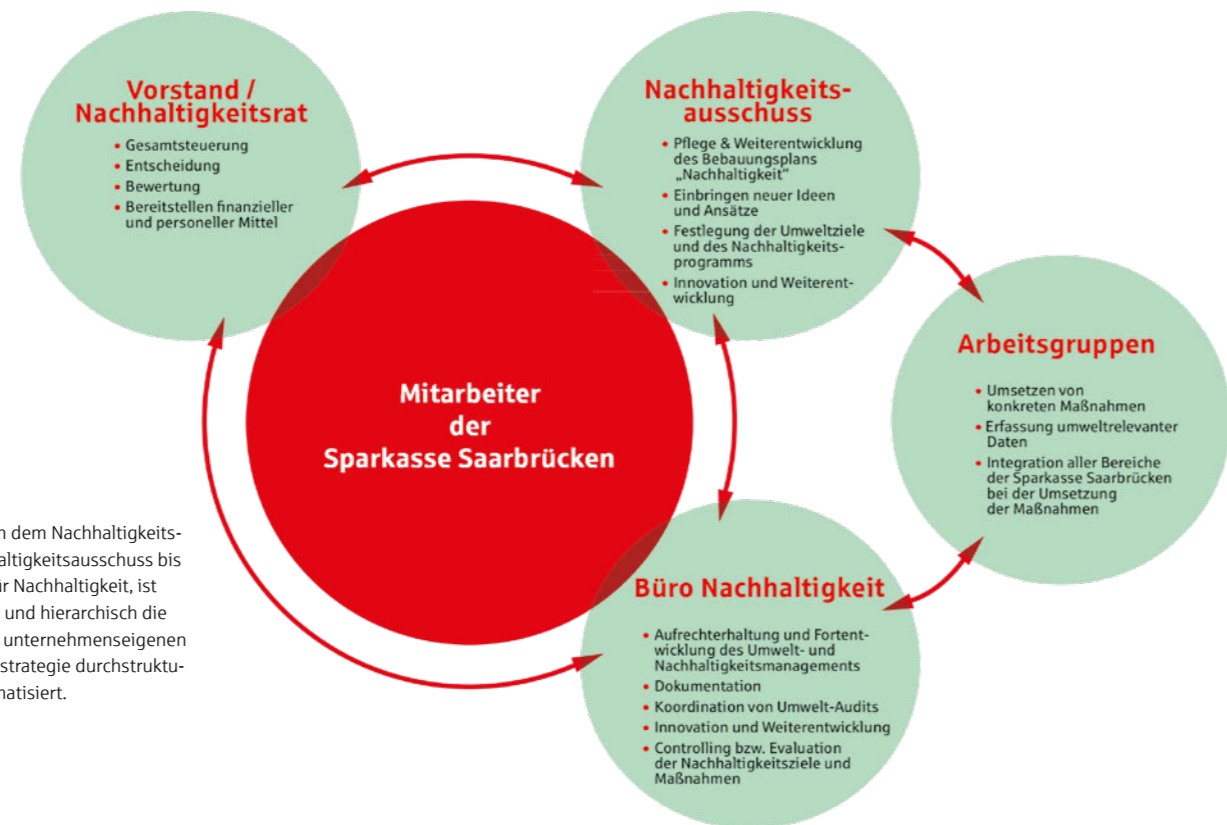 Vorstand /
Nachhaltigkeitsrat
• Gesamtsteuerung
• Entscheidung
• Bewertung
• Bereitstellen finanzieller
und personeller Mittel
Nachhaltigkeits-
ausschuss
• Pflege & Weiterentwicklung
des Bebauungsplans
„Nachhaltigkeit“
• Einbringen neuer Ideen
und Ansätze
• Festlegung der Umweltziele
und des Nachhaltigkeits-
programms
• Innovation und Weiterent-
wicklung
Arbeitsgruppen
• Umsetzen von
konkreten Maßnahmen
• Erfassung umweltrelevanter
Daten
• Integration aller Bereiche
der Sparkasse Saarbrücken
bei der Umsetzung
der Maßnahmen
Mitarbeiter
der
Sparkasse Saarbrücken
Büro Nachhaltigkeit
• Aufrechterhaltung und Fortent-
wicklung des Umwelt- und
Nachhaltigkeitsmanagements
• Dokumentation
• Koordination von Umwelt-Audits
• Innovation und Weiterentwicklung
• Controlling bzw. Evaluation
der Nachhaltigkeitsziele und
Maßnahmen
n dem Nachhaltigkeits-
altigkeitsausschuss bis
ür Nachhaltigkeit, ist
und hierarchisch die
unternehmenseigenen
strategie durchstruktu-
matisiert.